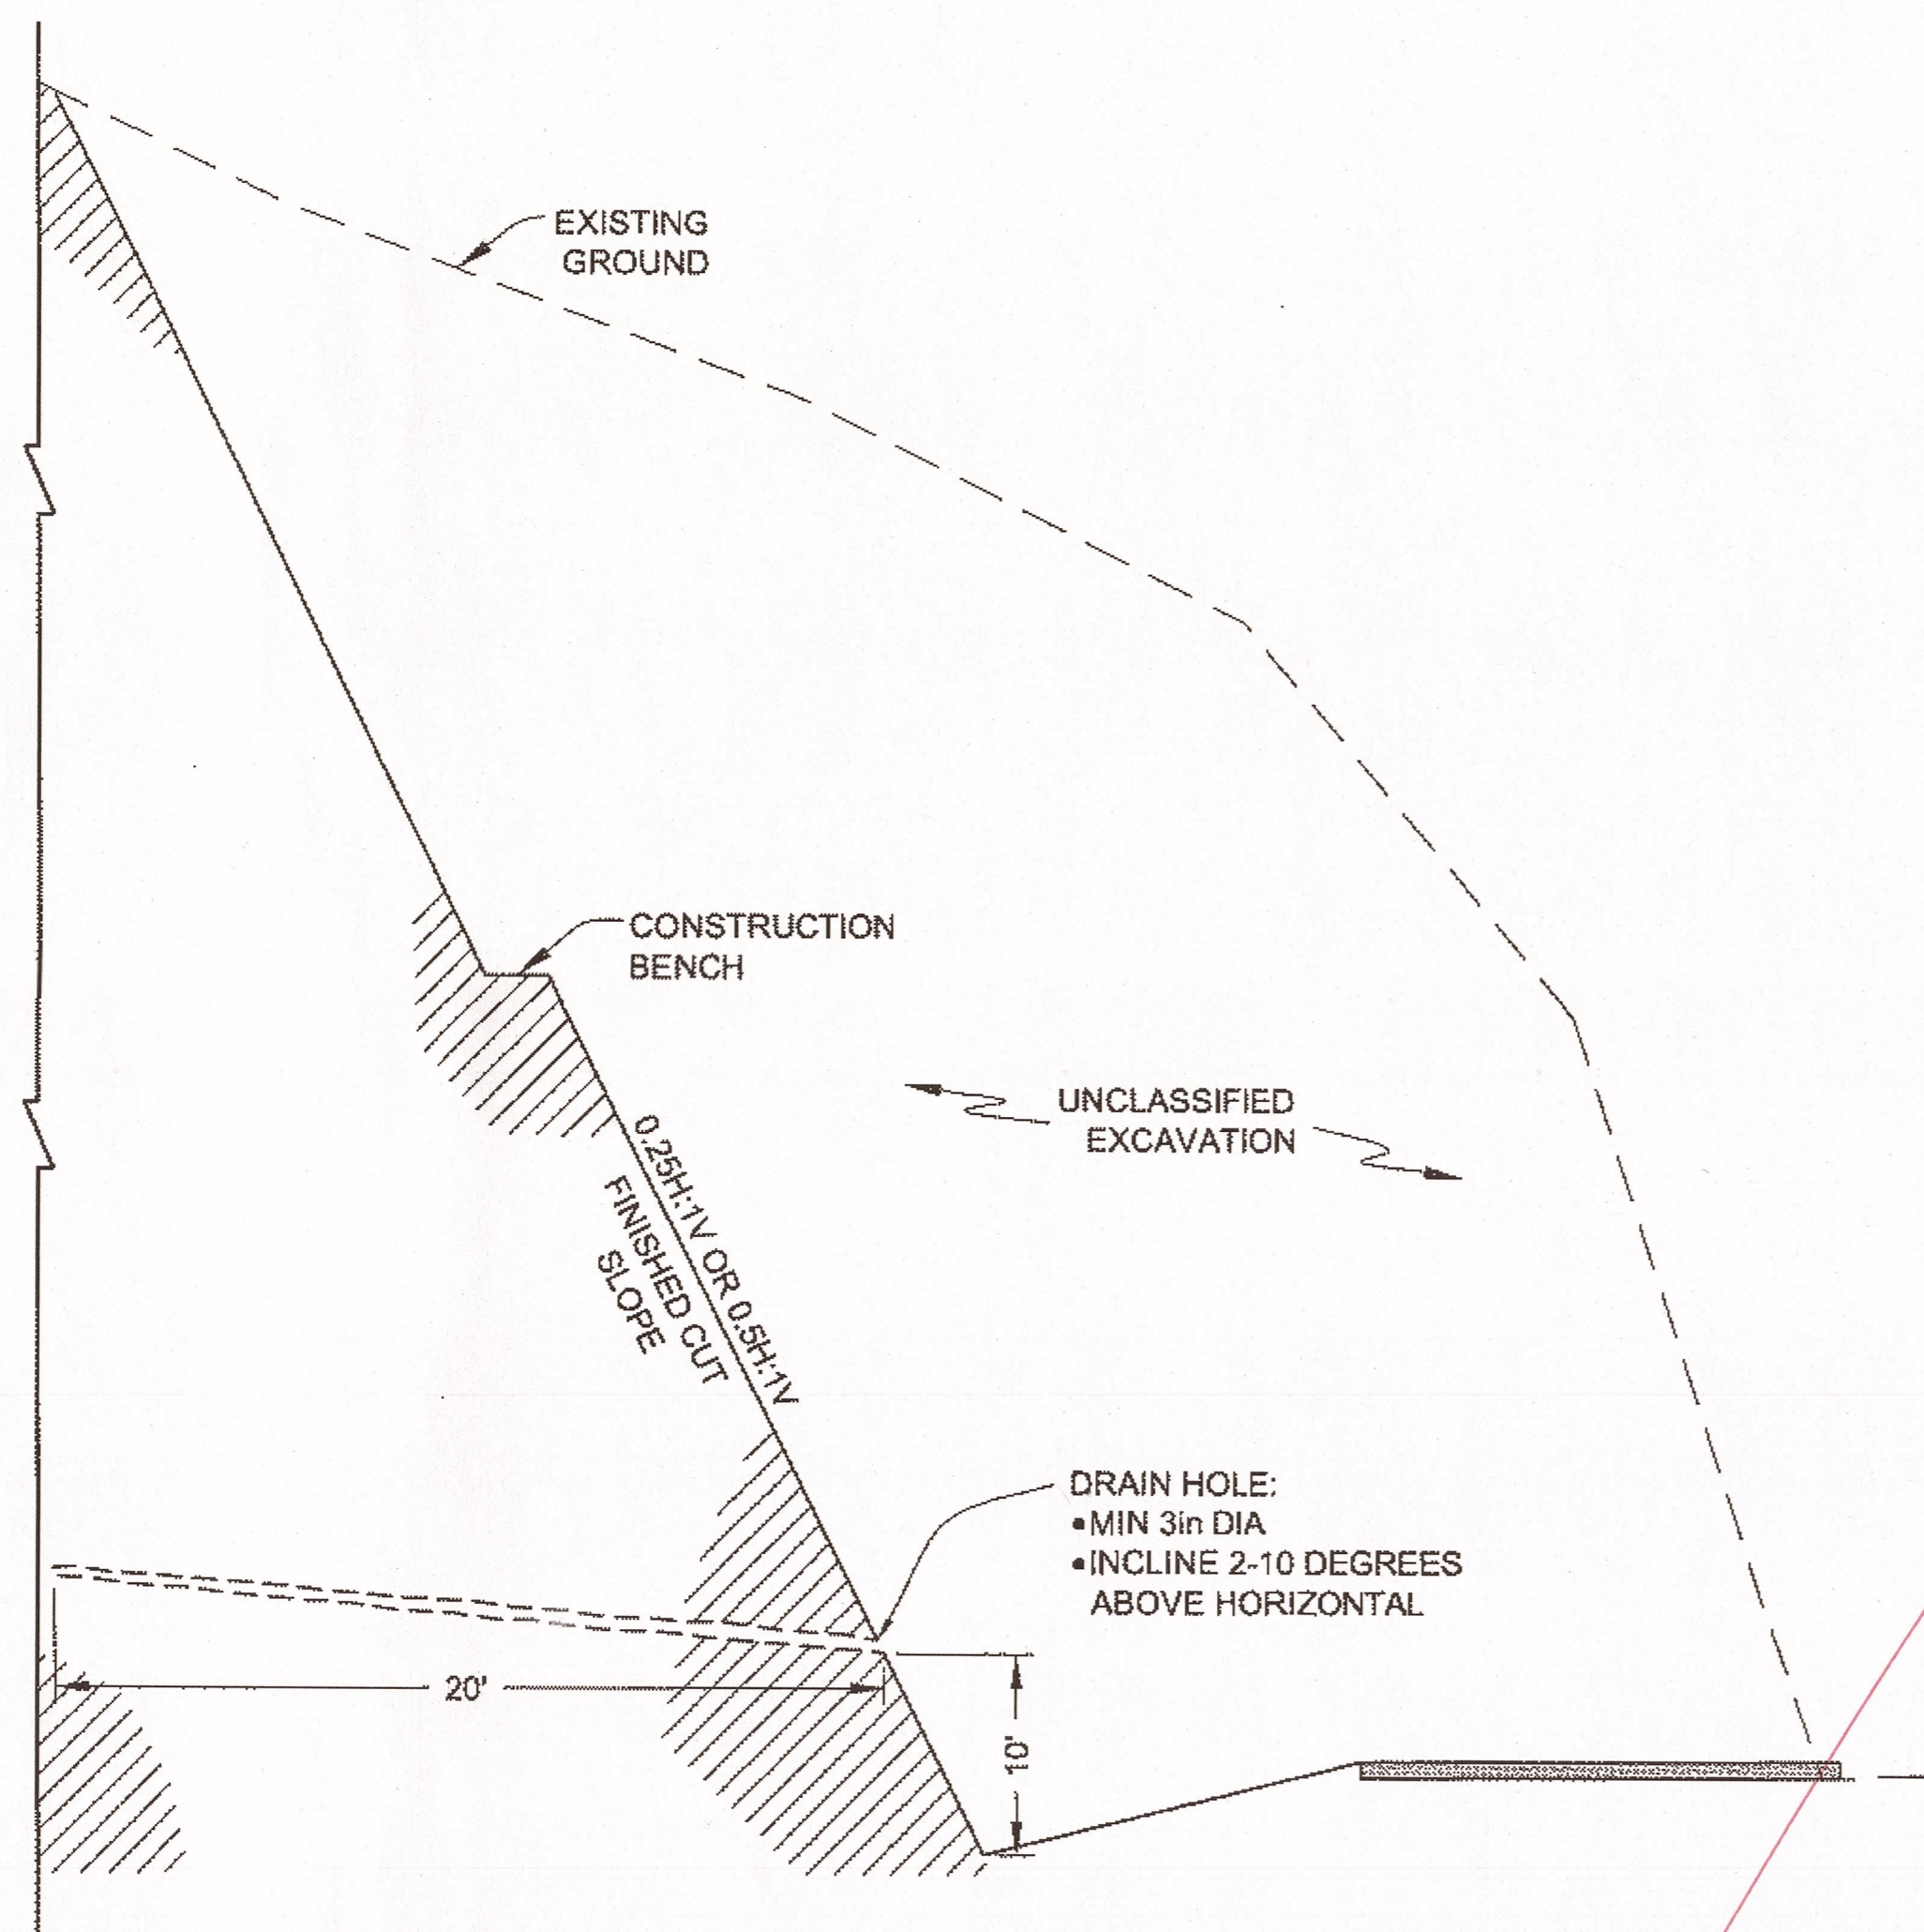 EXISTING
GROUND
CONSTRUCTION
BENCH
UNCLASSIFIED
EXCAVATION
0.25H:1V OR 0.5H:1V
FINISHED CUT
SLOPE
DRAIN HOLE:
•MIN 3in DIA
•INCLINE 2-10 DEGREES
ABOVE HORIZONTAL
20'
10'